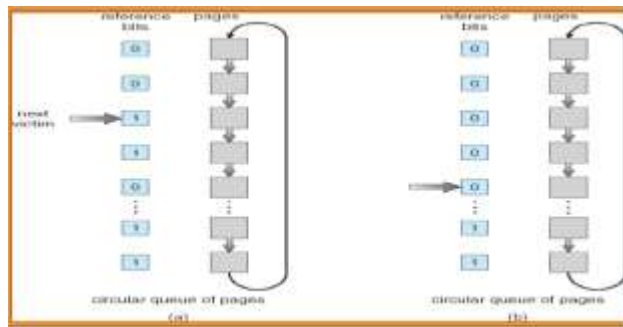 reference
bits
pages
0
0
next
victim
1
1
0
1
1
circular queue of pages
(a)
reference
bits
pages
0
0
0
0
0
1
1
circular queue of pages
(b)